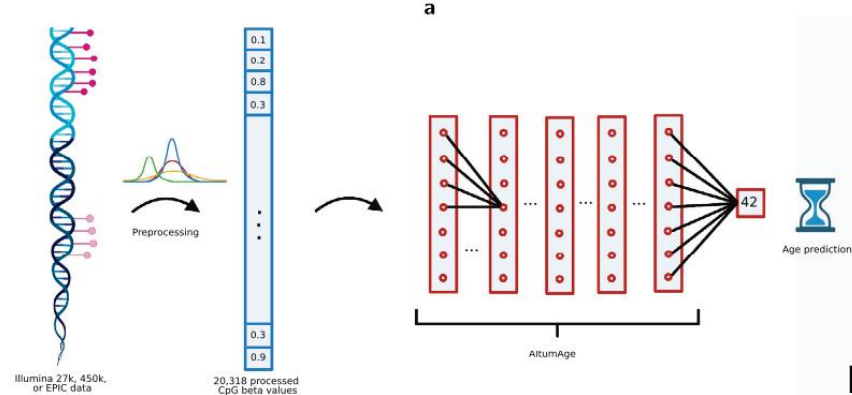 a
0.1
0.2
0.8
0.3
Preprocessing
...
0.3
0.9
Illumina 27k, 450k,
or EPIC data
20,318 processed
CpG beta values
...
...
...
...
AltumAge
42
Age prediction